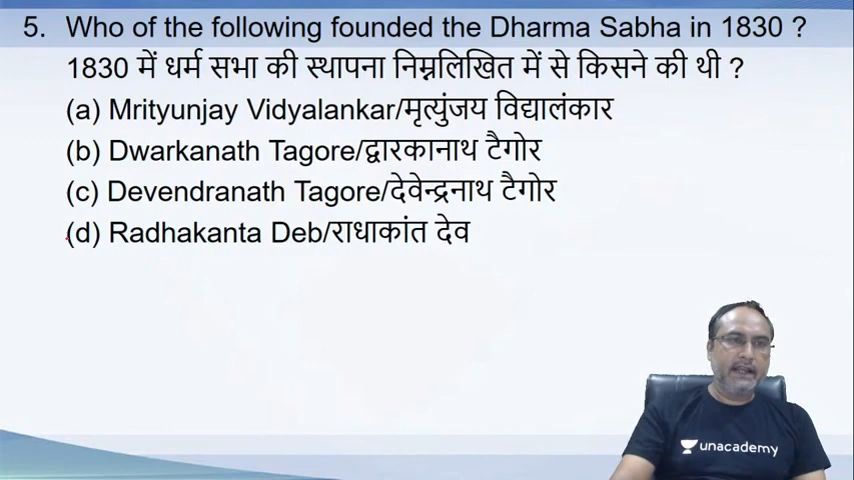 5. Who of the following founded the Dharma Sabha in 1830 ?
1830 में धर्म सभा की स्थापना निम्नलिखित में से किसने की थी ?
(a) Mrityunjay Vidyalankar/मृत्युंजय विद्यालंकार
(b) Dwarkanath Tagore/द्वारकानाथ टैगोर
(c) Devendranath Tagore/देवेन्द्रनाथ टैगोर
(d) Radhakanta Deb/राधाकांत देव
unacademy